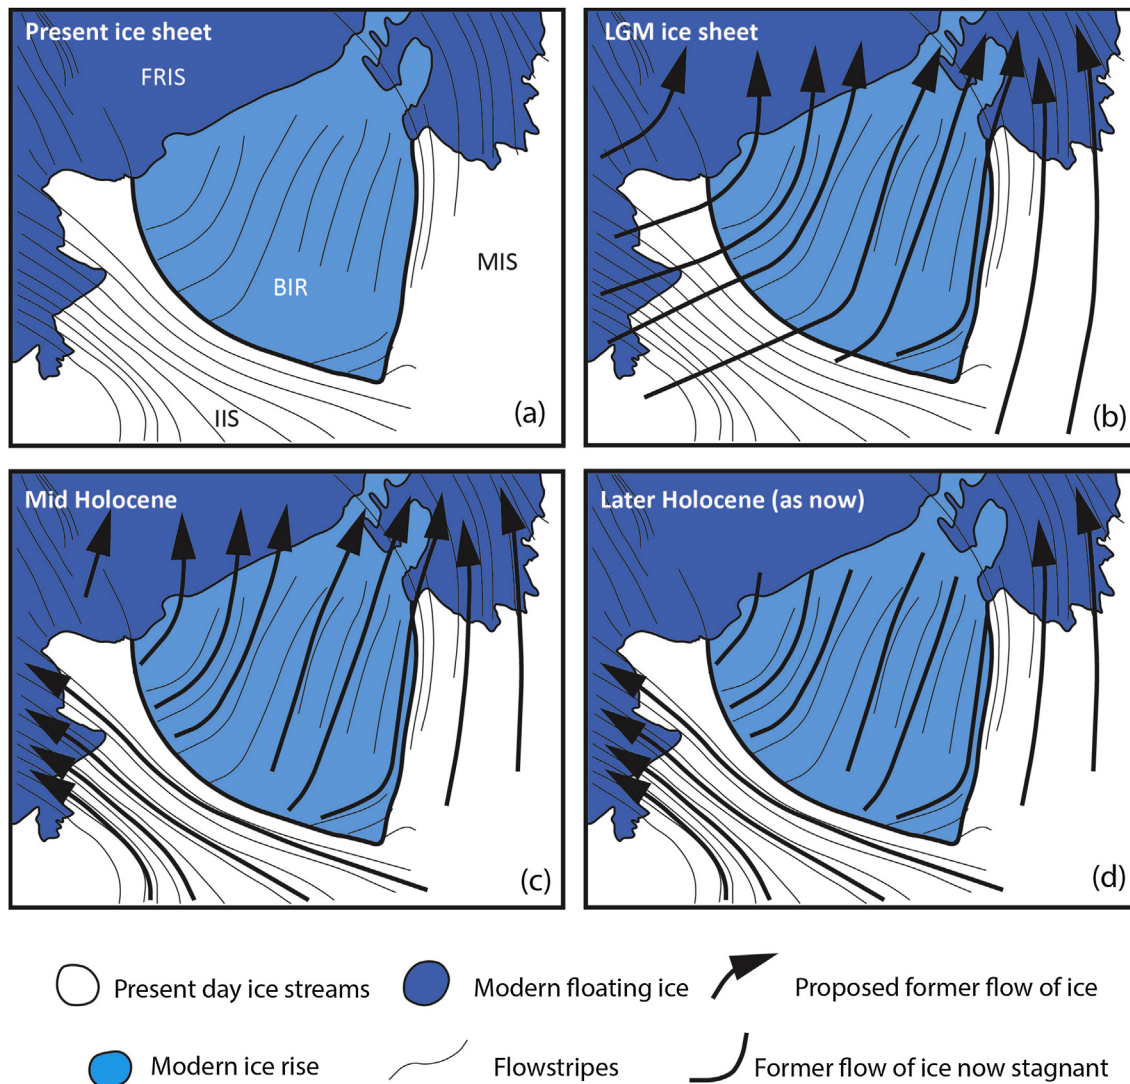 Present ice sheet
FRIS
BIR
MIS
IIS
(a)
LGM ice sheet
(b)
Mid Holocene
(c)
Later Holocene (as now)
(d)
Present day ice streams
Modern floating ice
Proposed former flow of ice
Modern ice rise
Flowstripes
Former flow of ice now stagnant